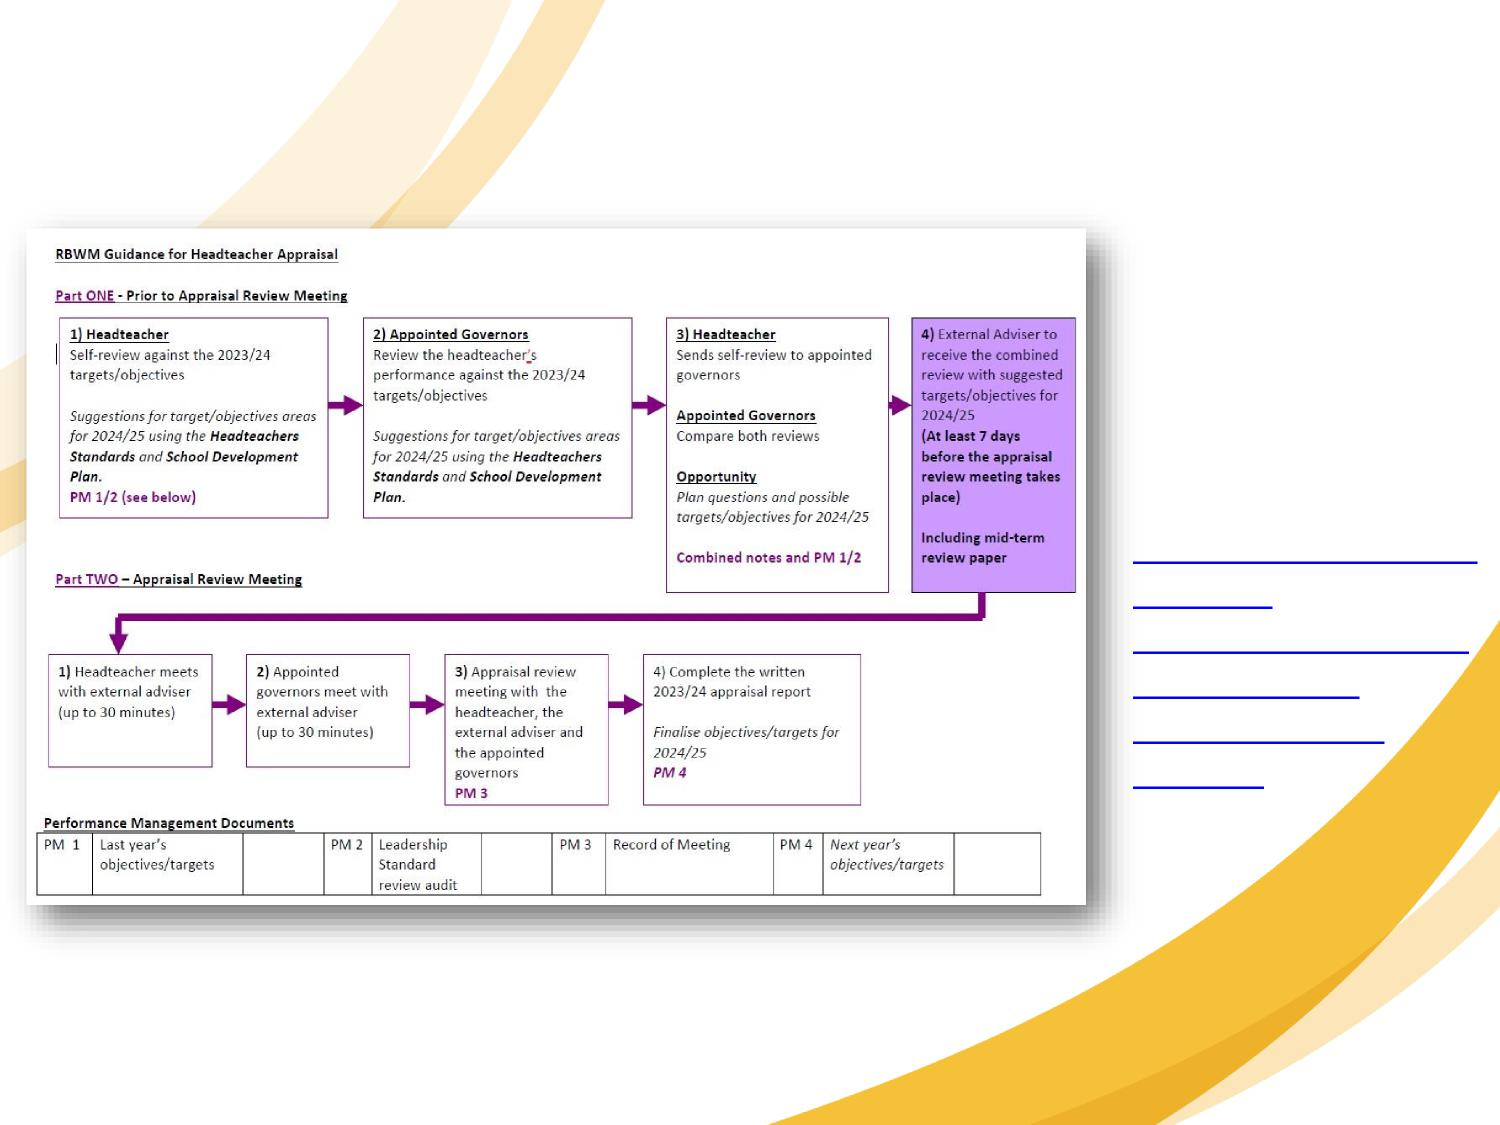 RBWM Guidance for Headteacher Appraisal
Part ONE - Prior to Appraisal Review Meeting
1) Headteacher
Self-review against the 2023/24
targets/objectives
Suggestions for target/objectives areas
for 2024/25 using the Headteachers
Standards and School Development
Plan.
PM 1/2 (see below)
2) Appointed Governors
Review the headteacher's
performance against the 2023/24
targets/objectives
Suggestions for target/objectives areas
for 2024/25 using the Headteachers
Standards and School Development
Plan.
3) Headteacher
Sends self-review to appointed
governors
Appointed Governors
Compare both reviews
Opportunity
Plan questions and possible
targets/objectives for 2024/25
Combined notes and PM 1/2
4) External Adviser to
receive the combined
review with suggested
targets/objectives for
2024/25
(At least 7 days
before the appraisal
review meeting takes
place)
Including mid-term
review paper
Part TWO – Appraisal Review Meeting
1) Headteacher meets
with external adviser
(up to 30 minutes)
2) Appointed
governors meet with
external adviser
(up to 30 minutes)
3) Appraisal review
meeting with the
headteacher, the
external adviser and
the appointed
governors
PM 3
4) Complete the written
2023/24 appraisal report
Finalise objectives/targets for
2024/25
PM 4
Performance Management Documents
PM 1
Last year's
objectives/targets
PM 2
Leadership
Standard
review audit
PM 3
Record of Meeting
PM 4
Next year's
objectives/targets